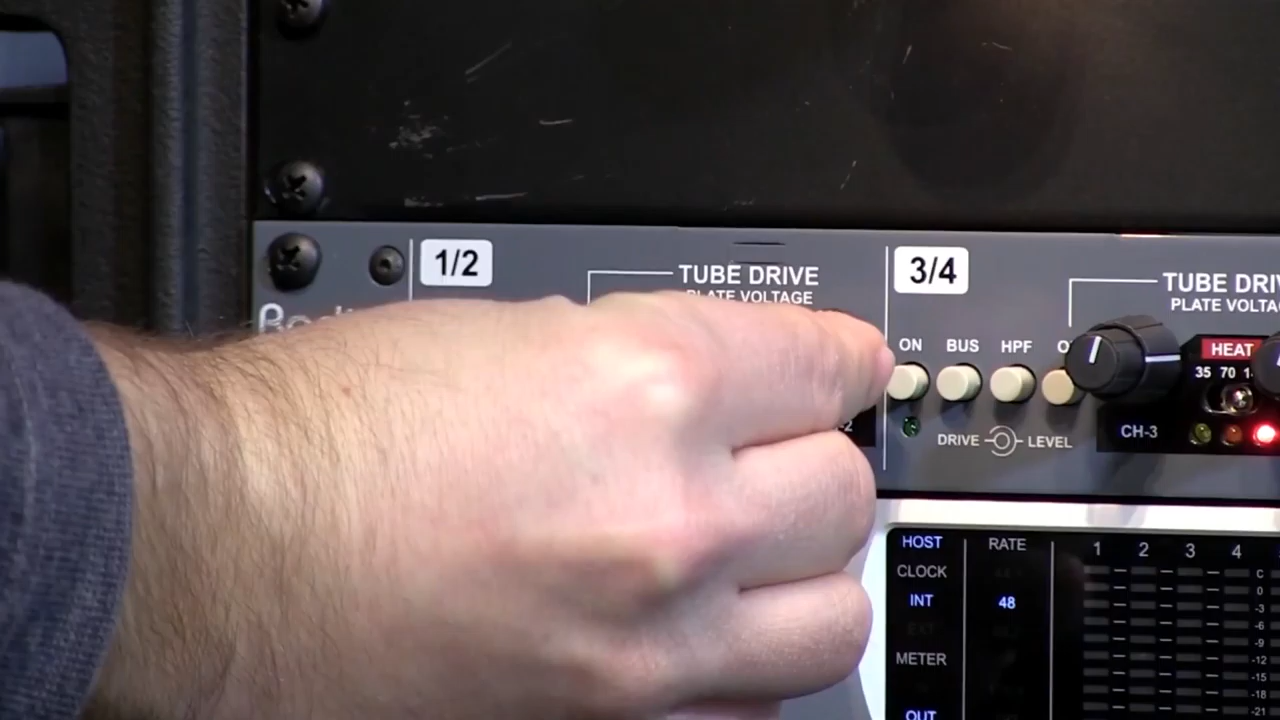 1/2
TUBE DRIVE
PLATE VOLTAGE
3/4
ON BUS HPF
DRIVE LEVEL
TUBE
PLATE
HEAT
35 70
CH-3
HOST
CLOCK
INT
METER
OUT
RATE
48
1 2 3 4
C
0
-3
-6
-9
-12
-15
-18
-21